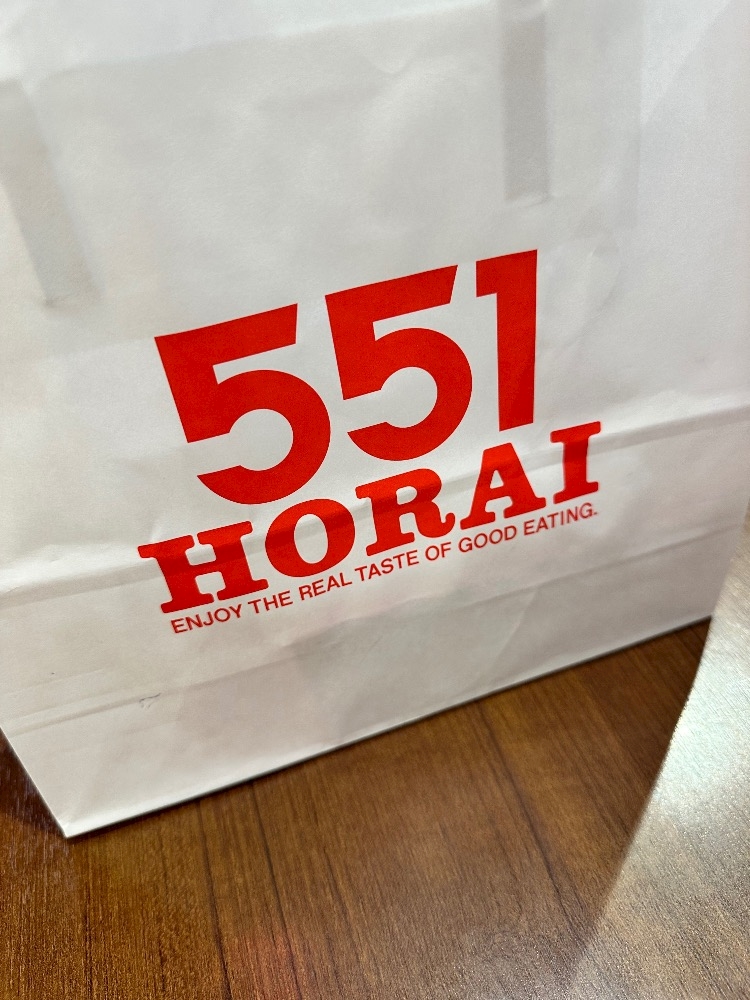 551
HORAI
ENJOY THE REAL TASTE OF GOOD EATING.